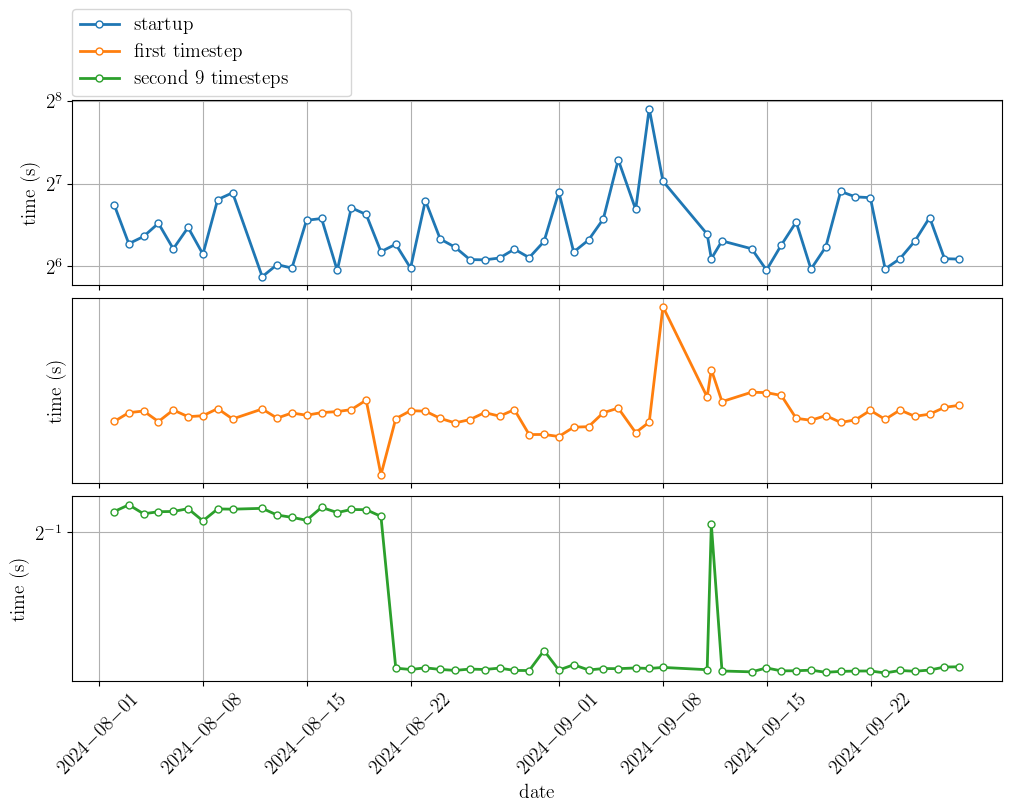 startup
first timestep
second 9 timesteps
2^8
2^7
2^6
time (s)
time (s)
2^{-1}
time (s)
2024−08−01
2024−08−08
2024−08−15
2024−08−22
2024−09−01
2024−09−08
2024−09−15
2024−09−22
date